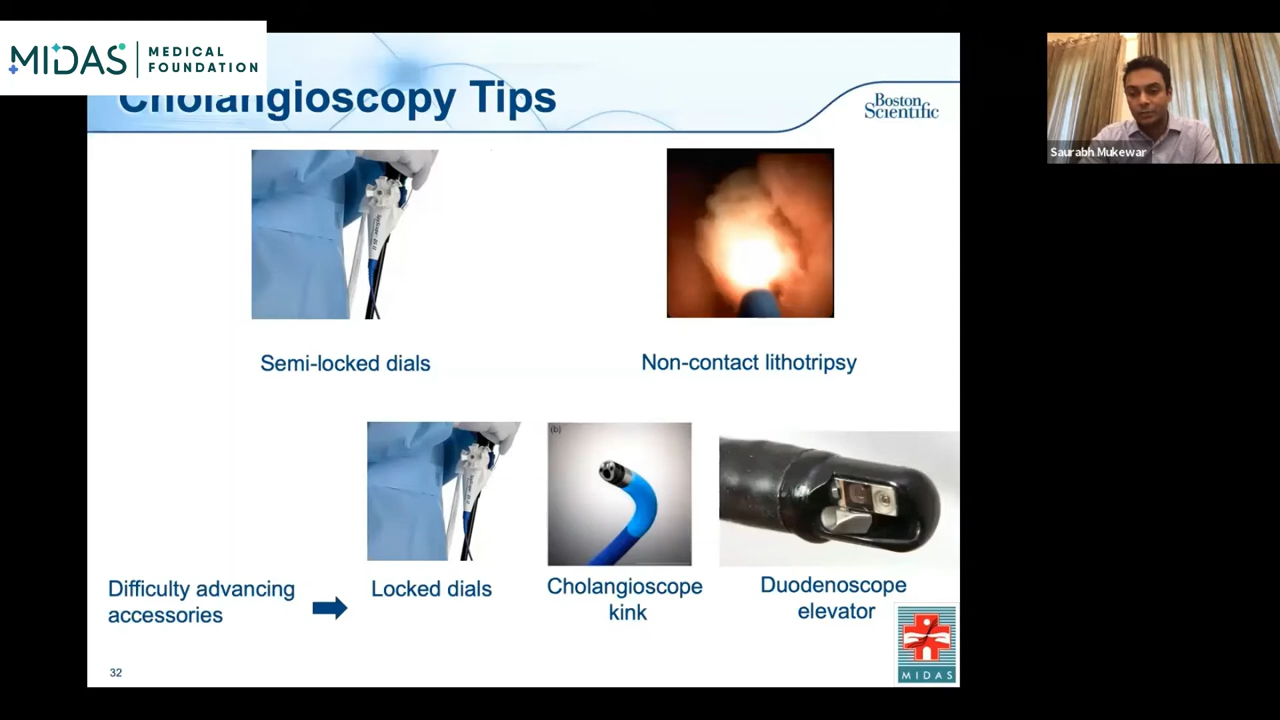 MIDAS
MEDICAL
FOUNDATION
Cholangioscopy Tips
Boston
Scientific
Saurabh Mukewar
Semi-locked dials
Non-contact lithotripsy
(b)
Difficulty advancing
accessories
Locked dials
Cholangioscope
kink
Duodenoscope
elevator
32
MIDAS